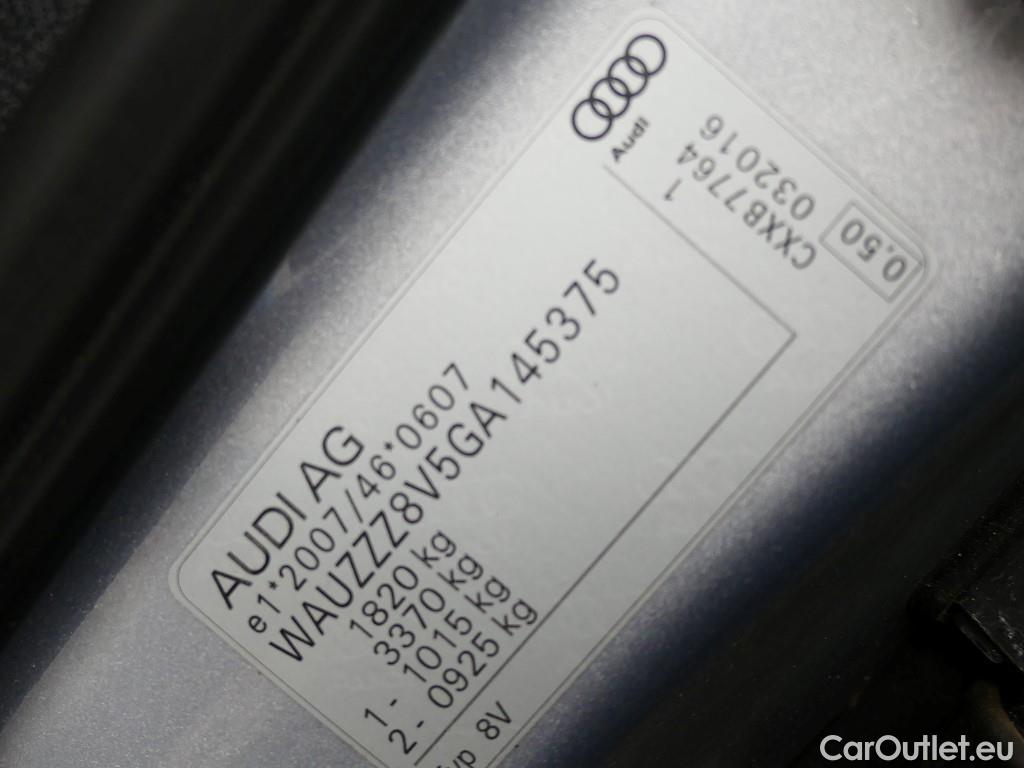 AUDI AG
e1*2007/46*0607
WAUZZZ8V5GA145375
1820 kg
3370 kg
1- 1015 kg
2- 0925 kg
8V
Audi
1
CXXB7764
032016
0.50
CarOutlet.eu